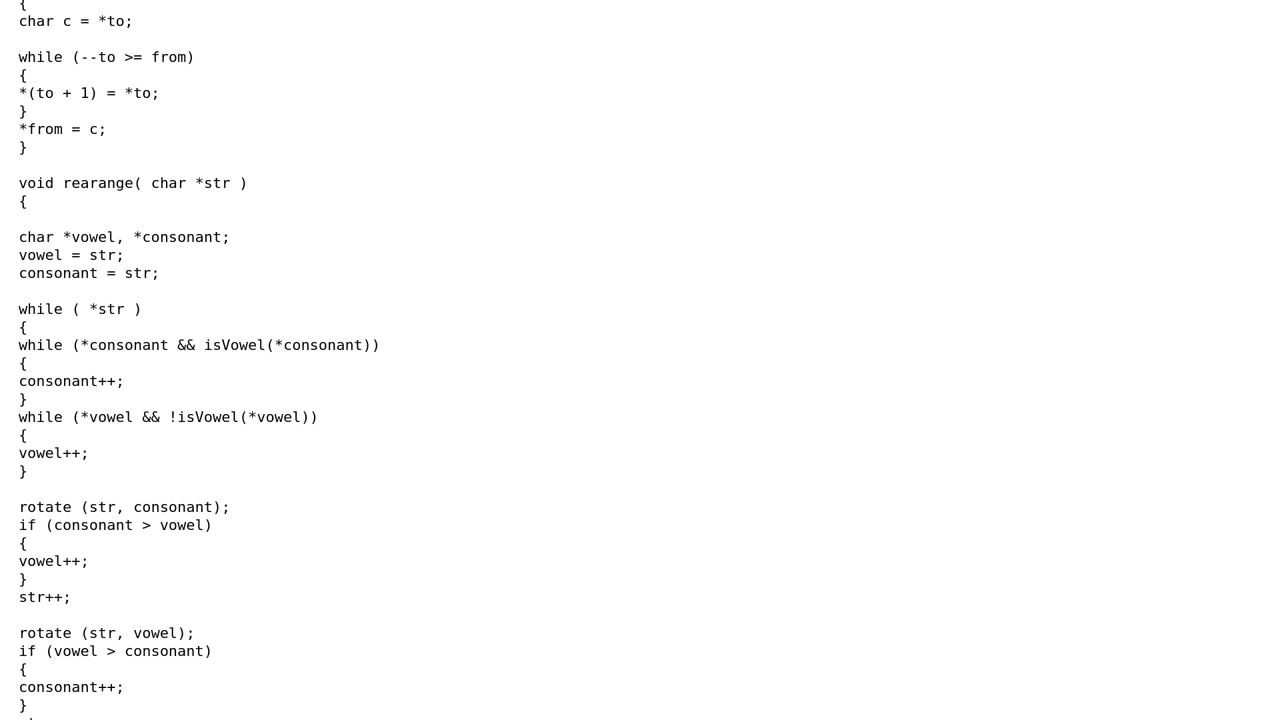 {
char c = *to;
while (--to >= from)
{
*(to + 1) = *to;
}
*from = c;
}
void rearange( char *str )
{
char *vowel, *consonant;
vowel = str;
consonant = str;
while ( *str )
{
while (*consonant && isVowel(*consonant))
{
consonant++;
}
while (*vowel && !isVowel(*vowel))
{
vowel++;
}
rotate (str, consonant);
if (consonant > vowel)
{
vowel++;
}
str++;
rotate (str, vowel);
if (vowel > consonant)
{
consonant++;
}